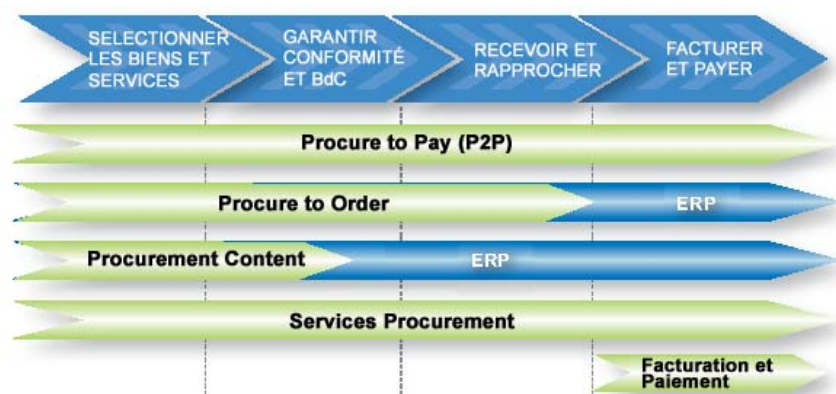 SELECTIONNER
LES BIENS ET
SERVICES
GARANTIR
CONFORMITÉ
ET BdC
RECEVOIR ET
RAPPROCHER
FACTURER
ET PAYER
Procure to Pay (P2P)
Procure to Order
ERP
Procurement Content
ERP
Services Procurement
Facturation et
Paiement